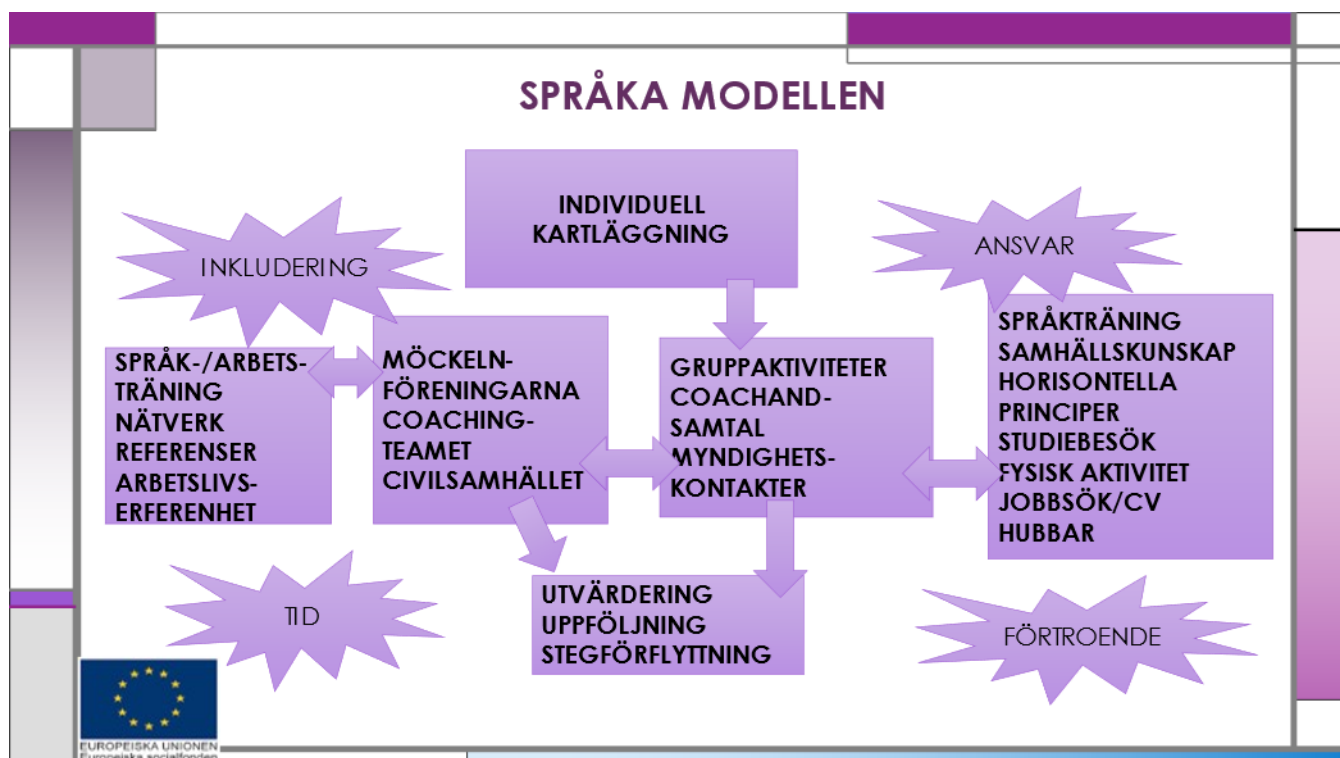 SPRÅKA MODELLEN
INDIVIDUELL
KARTLÄGGNING
INKLUDERING
ANSVAR
SPRÅK-/ARBETS-
TRÄNING
NÄTVERK
REFERENSER
ARBETSLIVS-
ERFERENHET
MÖCKELN-
FÖRENINGARNA
COACHING-
TEAMET
CIVILSAMHÄLLET
GRUPPAKTIVITETER
COACHAND-
SAMTAL
MYNDIGHETS-
KONTAKTER
SPRÅKTRÄNING
SAMHÄLLSKUNSKAP
HORISONTELLA
PRINCIPER
STUDIEBESÖK
FYSISK AKTIVITET
JOBBSÖK/CV
HUBBAR
TID
UTVÄRDERING
UPPFÖLJNING
STEGFÖRFLYTTNING
FÖRTROENDE
EUROPEISKA UNIONEN
Europeiska socialfonden